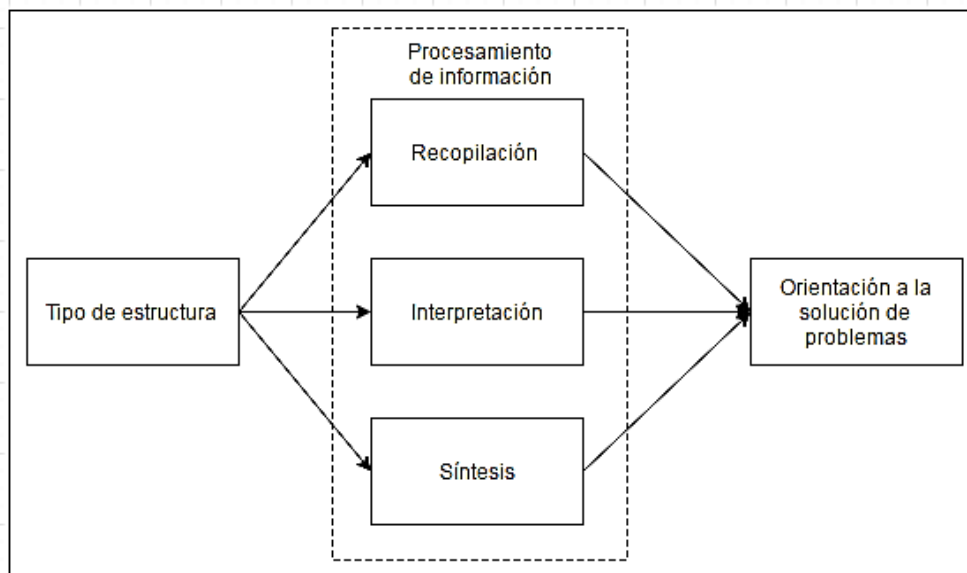 Procesamiento
de información
Recopilación
Tipo de estructura
Interpretación
Orientación a la
solución de
problemas
Síntesis